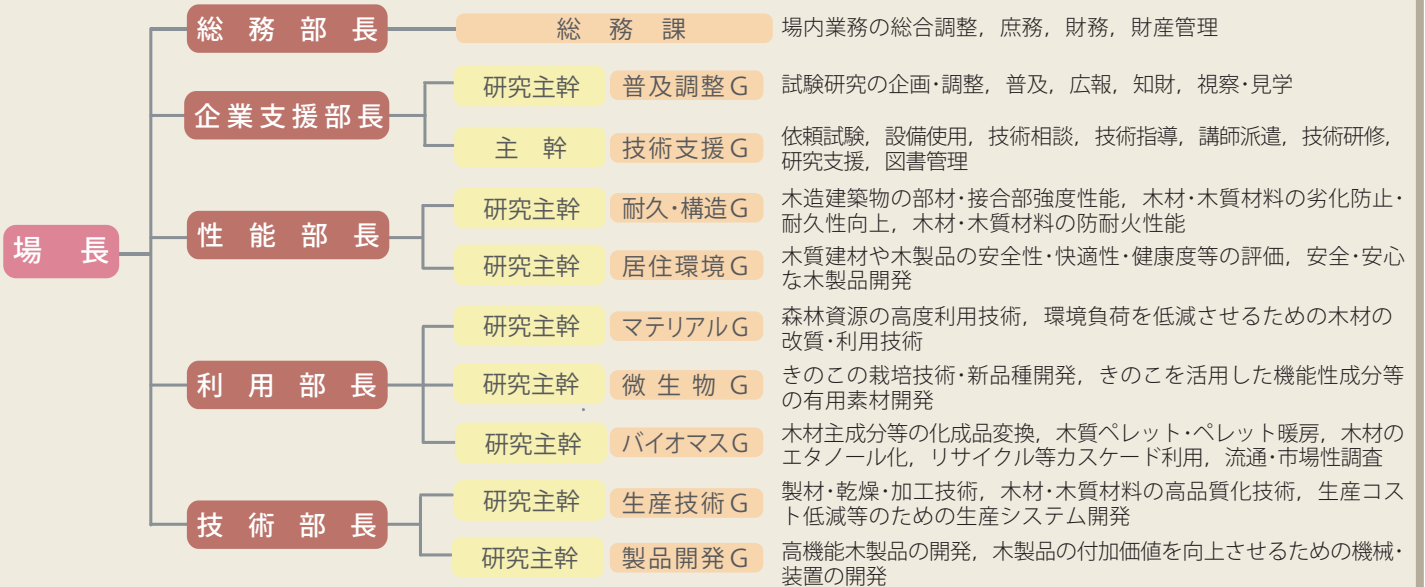 場　長
総務部長
総務課
場内業務の総合調整，庶務，財務，財産管理
企業支援部長
研究主幹
普及調整G
試験研究の企画・調整，普及，広報，知財，視察・見学
主幹
技術支援G
依頼試験，設備使用，技術相談，技術指導，講師派遣，技術研修，
研究支援，図書管理
性能部長
研究主幹
耐久・構造G
木造建築物の部材・接合部強度性能，木材・木質材料の劣化防止・
耐久性向上，木材・木質材料の防耐火性能
研究主幹
居住環境G
木質建材や木製品の安全性・快適性・健康度等の評価，安全・安心
な木製品開発
利用部長
研究主幹
マテリアルG
森林資源の高度利用技術，環境負荷を低減させるための木材の
改質・利用技術
研究主幹
微生物G
きのこの栽培技術・新品種開発，きのこを活用した機能性成分等
の有用素材開発
研究主幹
バイオマスG
木材主成分等の化成品変換，木質ペレット・ペレット暖房，木材の
エタノール化，リサイクル等カスケード利用，流通・市場性調査
技術部長
研究主幹
生産技術G
製材・乾燥・加工技術，木材・木質材料の高品質化技術，生産コス
ト低減等のための生産システム開発
研究主幹
製品開発G
高機能木製品の開発，木製品の付加価値を向上させるための機械・
装置の開発